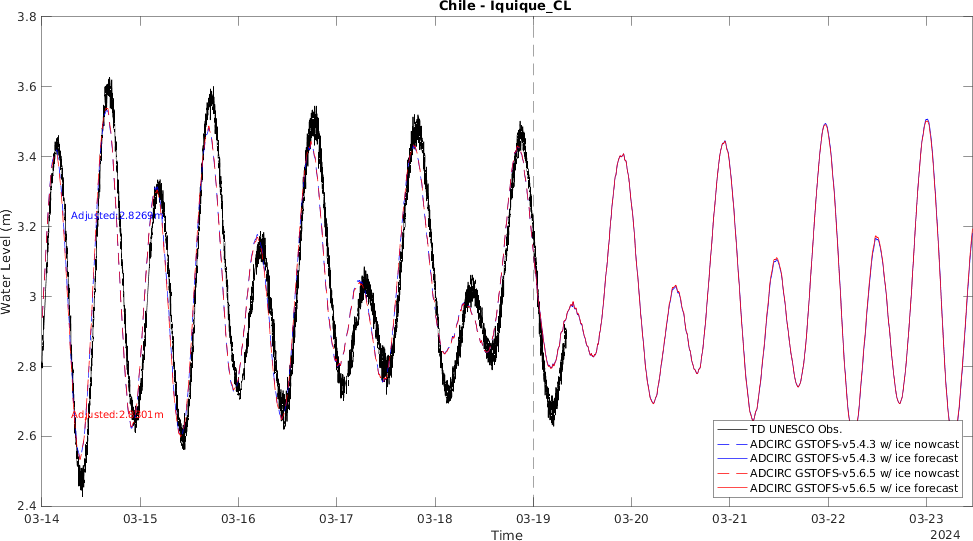 Chile - Iquique_CL
3.8
3.6
3.4
3.2
3
2.8
2.6
2.4
Water Level (m)
Adjusted:2.8269m
TD UNESCO Obs.
ADCIRC GSTOFS-v5.4.3 w/ ice nowcast
ADCIRC GSTOFS-v5.4.3 w/ ice forecast
ADCIRC GSTOFS-v5.6.5 w/ ice nowcast
ADCIRC GSTOFS-v5.6.5 w/ ice forecast
03-14 03-15 03-16 03-17 03-18 03-19 03-20 03-21 03-22 03-23
Time
2024